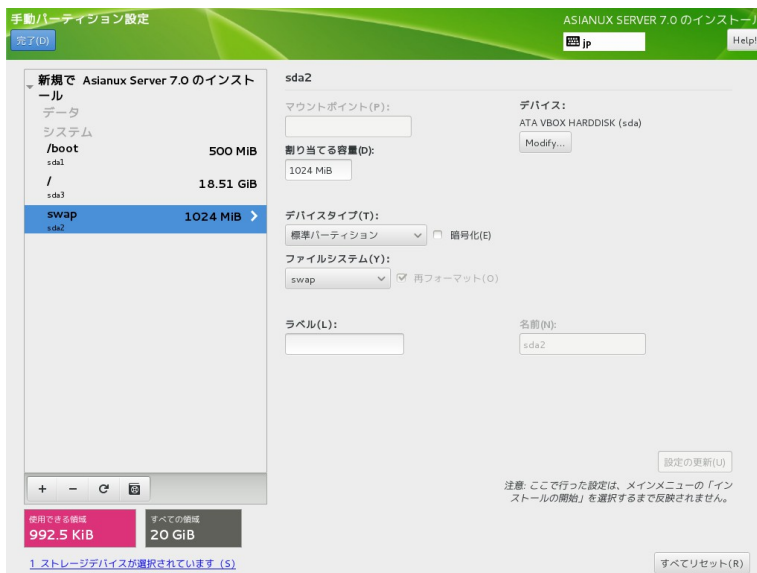 手動パーティション設定
ASIANUX SERVER 7.0 のインストール
完了(D)
jp
Help!
新規で Asianux Server 7.0 のインスト
ール
データ
システム
/boot
500 MiB
sda1
/
18.51 GiB
sda3
swap
1024 MiB
sda2
sda2
マウントポイント(P):
割り当てる容量(D):
1024 MiB
デバイス:
ATA VBOX HARDDISK (sda)
Modify...
デバイスタイプ(T):
標準パーティション
暗号化(E)
ファイルシステム(Y):
swap
再フォーマット(O)
ラベル(L):
名前(N):
sda2
設定の更新(U)
注意: ここで行った設定は、メインメニューの「イン
ストールの開始」を選択するまで反映されません。
+ -
使用できる領域
992.5 KiB
すべての領域
20 GiB
1 ストレージデバイスが選択されています (S)
すべてリセット(R)